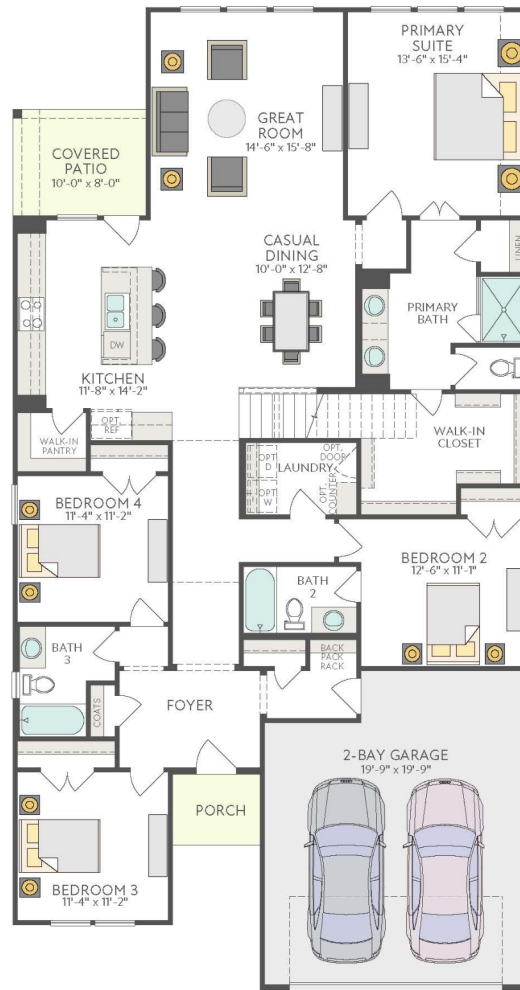 PRIMARY
SUITE
13'-6" x 15'-4"
GREAT
ROOM
14'-6" x 15'-8"
COVERED
PATIO
10'-0" x 8'-0"
CASUAL
DINING
10'-0" x 12'-8"
LINEN
PRIMARY
BATH
DW
KITCHEN
11'-8" x 14'-2"
OPT.
REF
WALK-IN
PANTRY
WALK-IN
CLOSET
OPT
D
OPT
W
LAUNDRY
OPT.
DOOR
OPT.
COUNTER
BEDROOM 4
11'-4" x 11'-2"
BEDROOM 2
12'-6" x 11'-1"
BATH
2
BATH
3
BACK
PACK
RACK
COATS
FOYER
2-BAY GARAGE
19'-9" x 19'-9"
PORCH
BEDROOM 3
11'-4" x 11'-2"